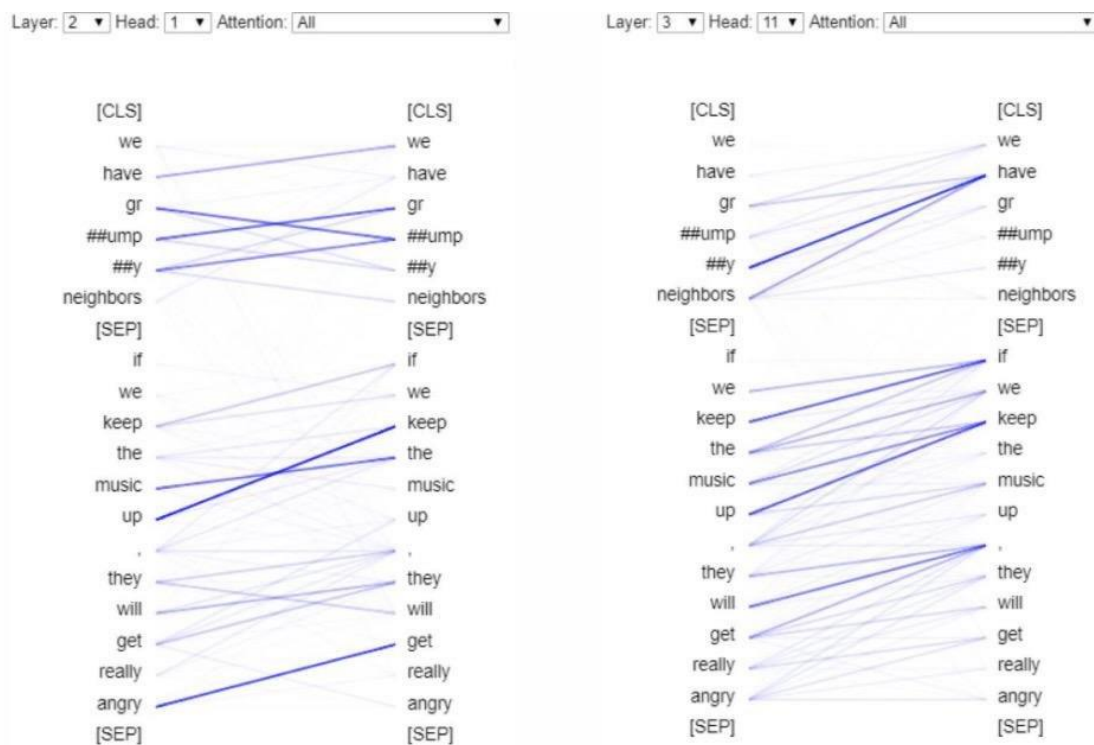 Layer: 2 Head: 1 Attention: All
[CLS] [CLS]
we we
have have
gr gr
##ump ##ump
##y ##y
neighbors neighbors
[SEP] [SEP]
if if
we we
keep keep
the the
music music
up up
, ,
they they
will will
get get
really really
angry angry
[SEP] [SEP]
Layer: 3 Head: 11 Attention: All
[CLS] [CLS]
we we
have have
gr gr
##ump ##ump
##y ##y
neighbors neighbors
[SEP] [SEP]
if if
we we
keep keep
the the
music music
up up
, ,
they they
will will
get get
really really
angry angry
[SEP] [SEP]